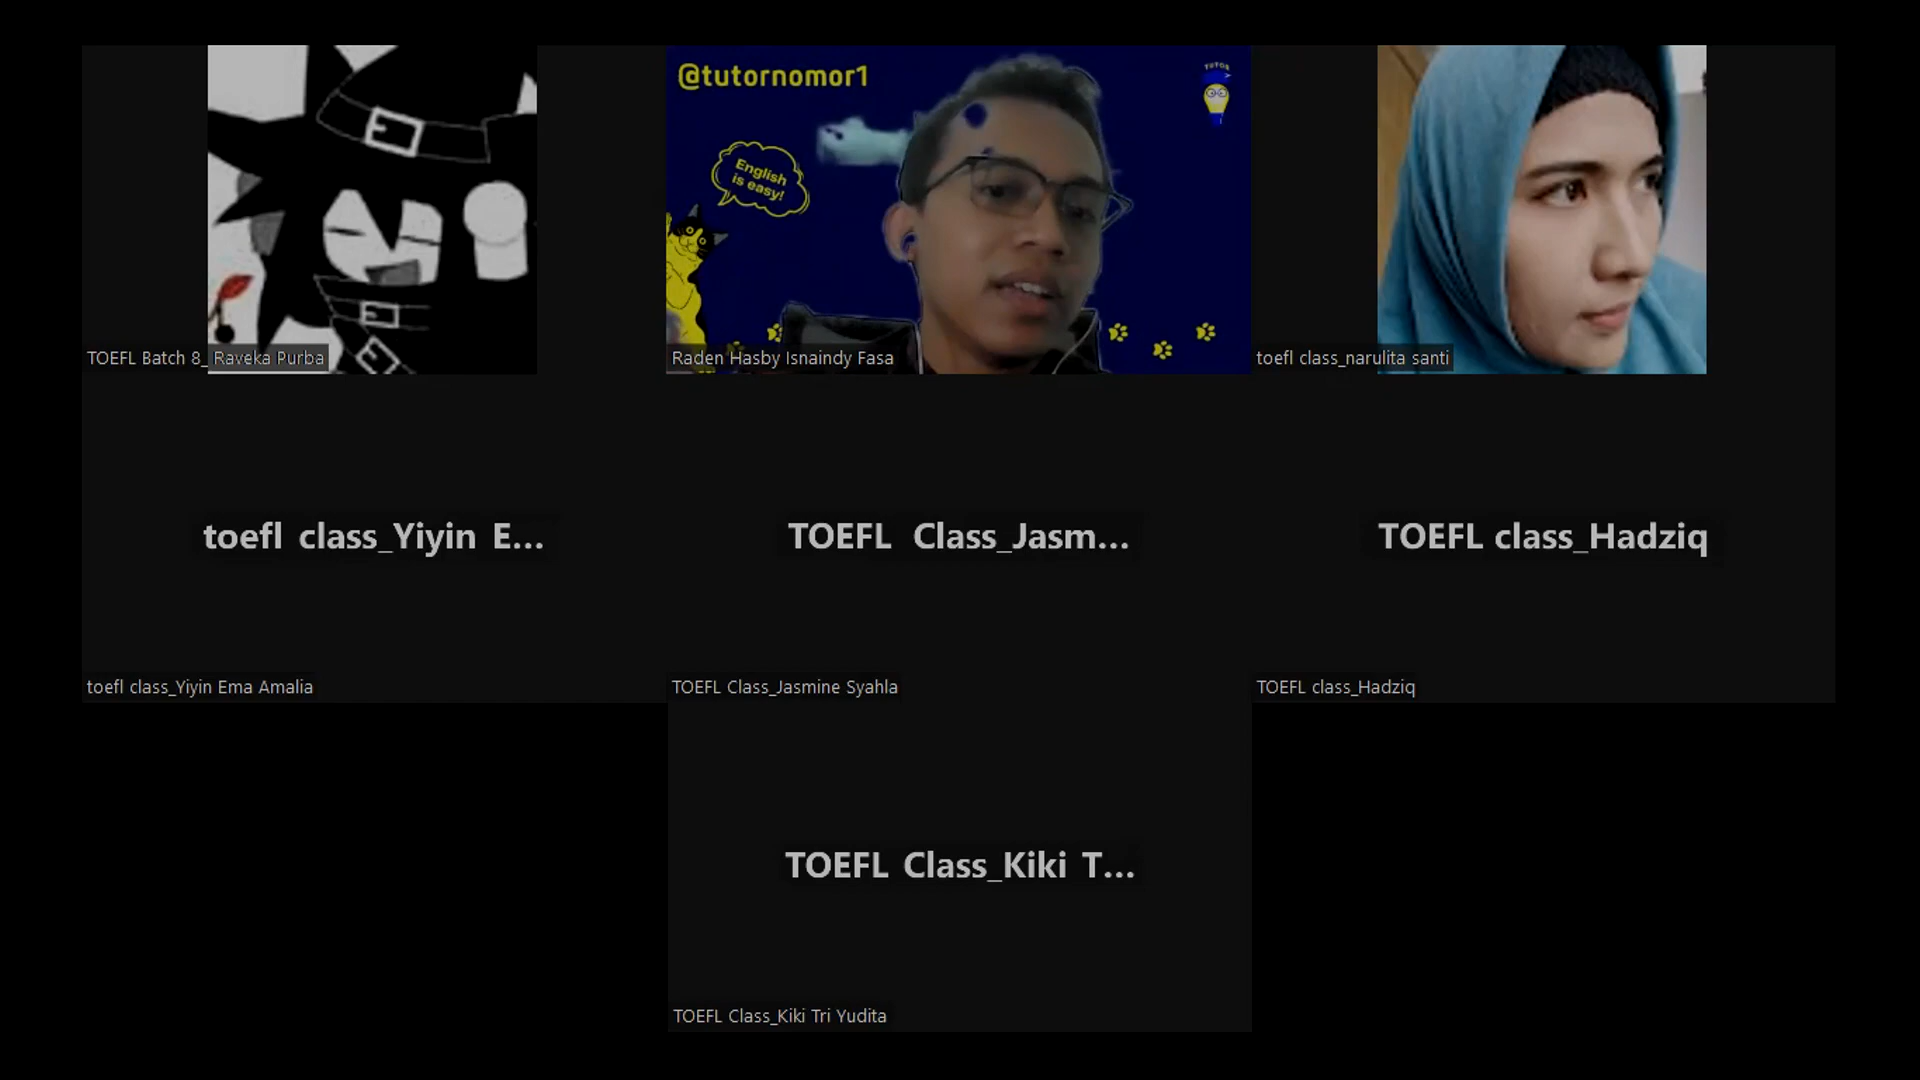 @tutornomor1
TUTOR
English
is easy!
TOEFL Batch 8_ Raveka Purba
Raden Hasby Isnaindy Fasa
toefl class_narulita santi
toefl class_Yiyin E...
TOEFL Class_Jasm...
TOEFL class_Hadziq
toefl class_Yiyin Ema Amalia
TOEFL Class_Jasmine Syahla
TOEFL class_Hadziq
TOEFL Class_Kiki T...
TOEFL Class_Kiki Tri Yudita